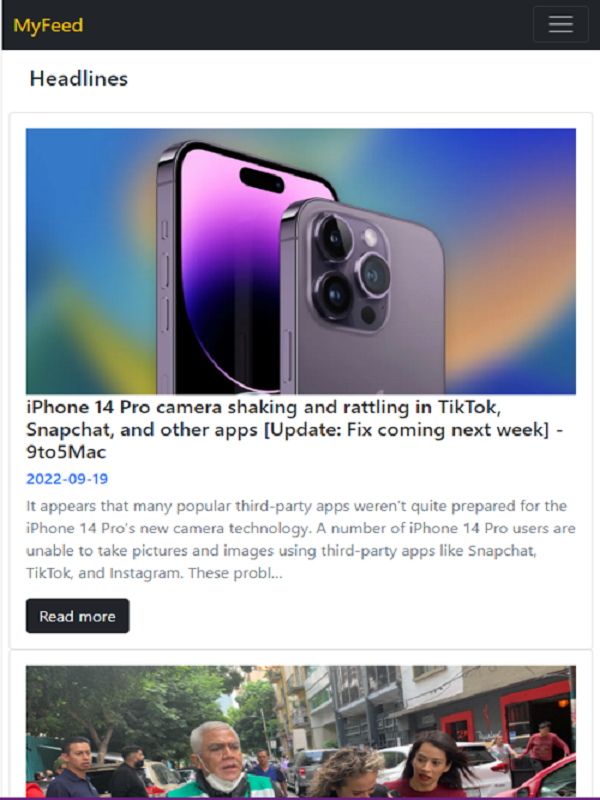 MyFeed
Headlines
iPhone 14 Pro camera shaking and rattling in TikTok,
Snapchat, and other apps [Update: Fix coming next week] -
9to5Mac
2022-09-19
It appears that many popular third-party apps weren't quite prepared for the
iPhone 14 Pro's new camera technology. A number of iPhone 14 Pro users are
unable to take pictures and images using third-party apps like Snapchat,
TikTok, and Instagram. These probl...
Read more